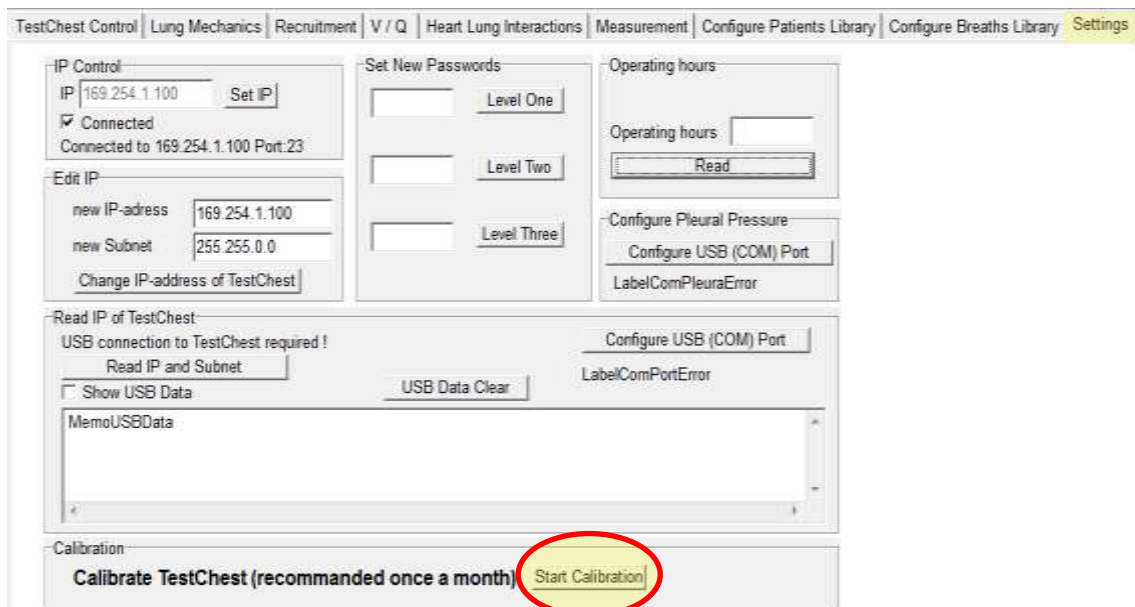 TestChest Control Lung Mechanics Recruitment V / Q Heart Lung Interactions Measurement Configure Patients Library Configure Breaths Library Settings
IP Control
IP 169.254.1.100 Set IP
Connected
Connected to 169.254.1.100 Port:23
Edit IP
new IP-adress 169.254.1.100
new Subnet 255.255.0.0
Change IP-address of TestChest
Set New Passwords
Level One
Level Two
Level Three
Operating hours
Operating hours
Read
Configure Pleural Pressure
Configure USB (COM) Port
LabelComPleuraError
Read IP of TestChest
USB connection to TestChest required !
Read IP and Subnet
Show USB Data
USB Data Clear
Configure USB (COM) Port
LabelComPortError
MemoUSBData
Calibration
Calibrate TestChest (recommanded once a month) Start Calibration